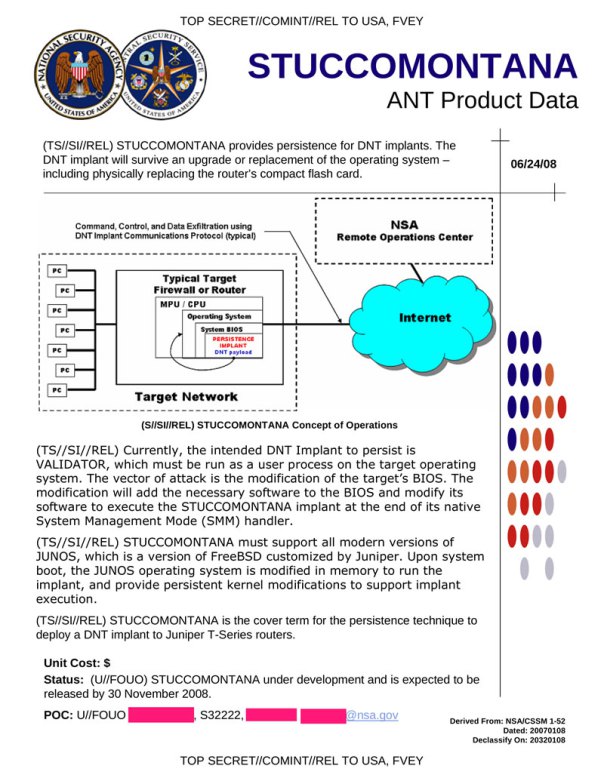 TOP SECRET//COMINT//REL TO USA, FVEY
NATIONAL SECURITY AGENCY
UNITED STATES OF AMERICA
CENTRAL SECURITY SERVICE
UNITED STATES OF AMERICA
STUCCOMONTANA
ANT Product Data
(TS//SI//REL) STUCCOMONTANA provides persistence for DNT implants. The
DNT implant will survive an upgrade or replacement of the operating system –
including physically replacing the router's compact flash card.
06/24/08
Command, Control, and Data Exfiltration using
DNT Implant Communications Protocol (typical)
NSA
Remote Operations Center
PC
PC
PC
PC
PC
PC
PC
Typical Target
Firewall or Router
MPU / CPU
Operating System
System BIOS
PERSISTENCE
IMPLANT
DNT payload
Internet
Target Network
(S//SI//REL) STUCCOMONTANA Concept of Operations
(TS//SI//REL) Currently, the intended DNT Implant to persist is
VALIDATOR, which must be run as a user process on the target operating
system. The vector of attack is the modification of the target's BIOS. The
modification will add the necessary software to the BIOS and modify its
software to execute the STUCCOMONTANA implant at the end of its native
System Management Mode (SMM) handler.
(TS//SI//REL) STUCCOMONTANA must support all modern versions of
JUNOS, which is a version of FreeBSD customized by Juniper. Upon system
boot, the JUNOS operating system is modified in memory to run the
implant, and provide persistent kernel modifications to support implant
execution.
(TS//SI//REL) STUCCOMONTANA is the cover term for the persistence technique to
deploy a DNT implant to Juniper T-Series routers.
Unit Cost: $
Status: (U//FOUO) STUCCOMONTANA under development and is expected to be
released by 30 November 2008.
POC: U//FOUO , S32222, @nsa.gov
Derived From: NSA/CSSM 1-52
Dated: 20070108
Declassify On: 20320108
TOP SECRET//COMINT//REL TO USA, FVEY